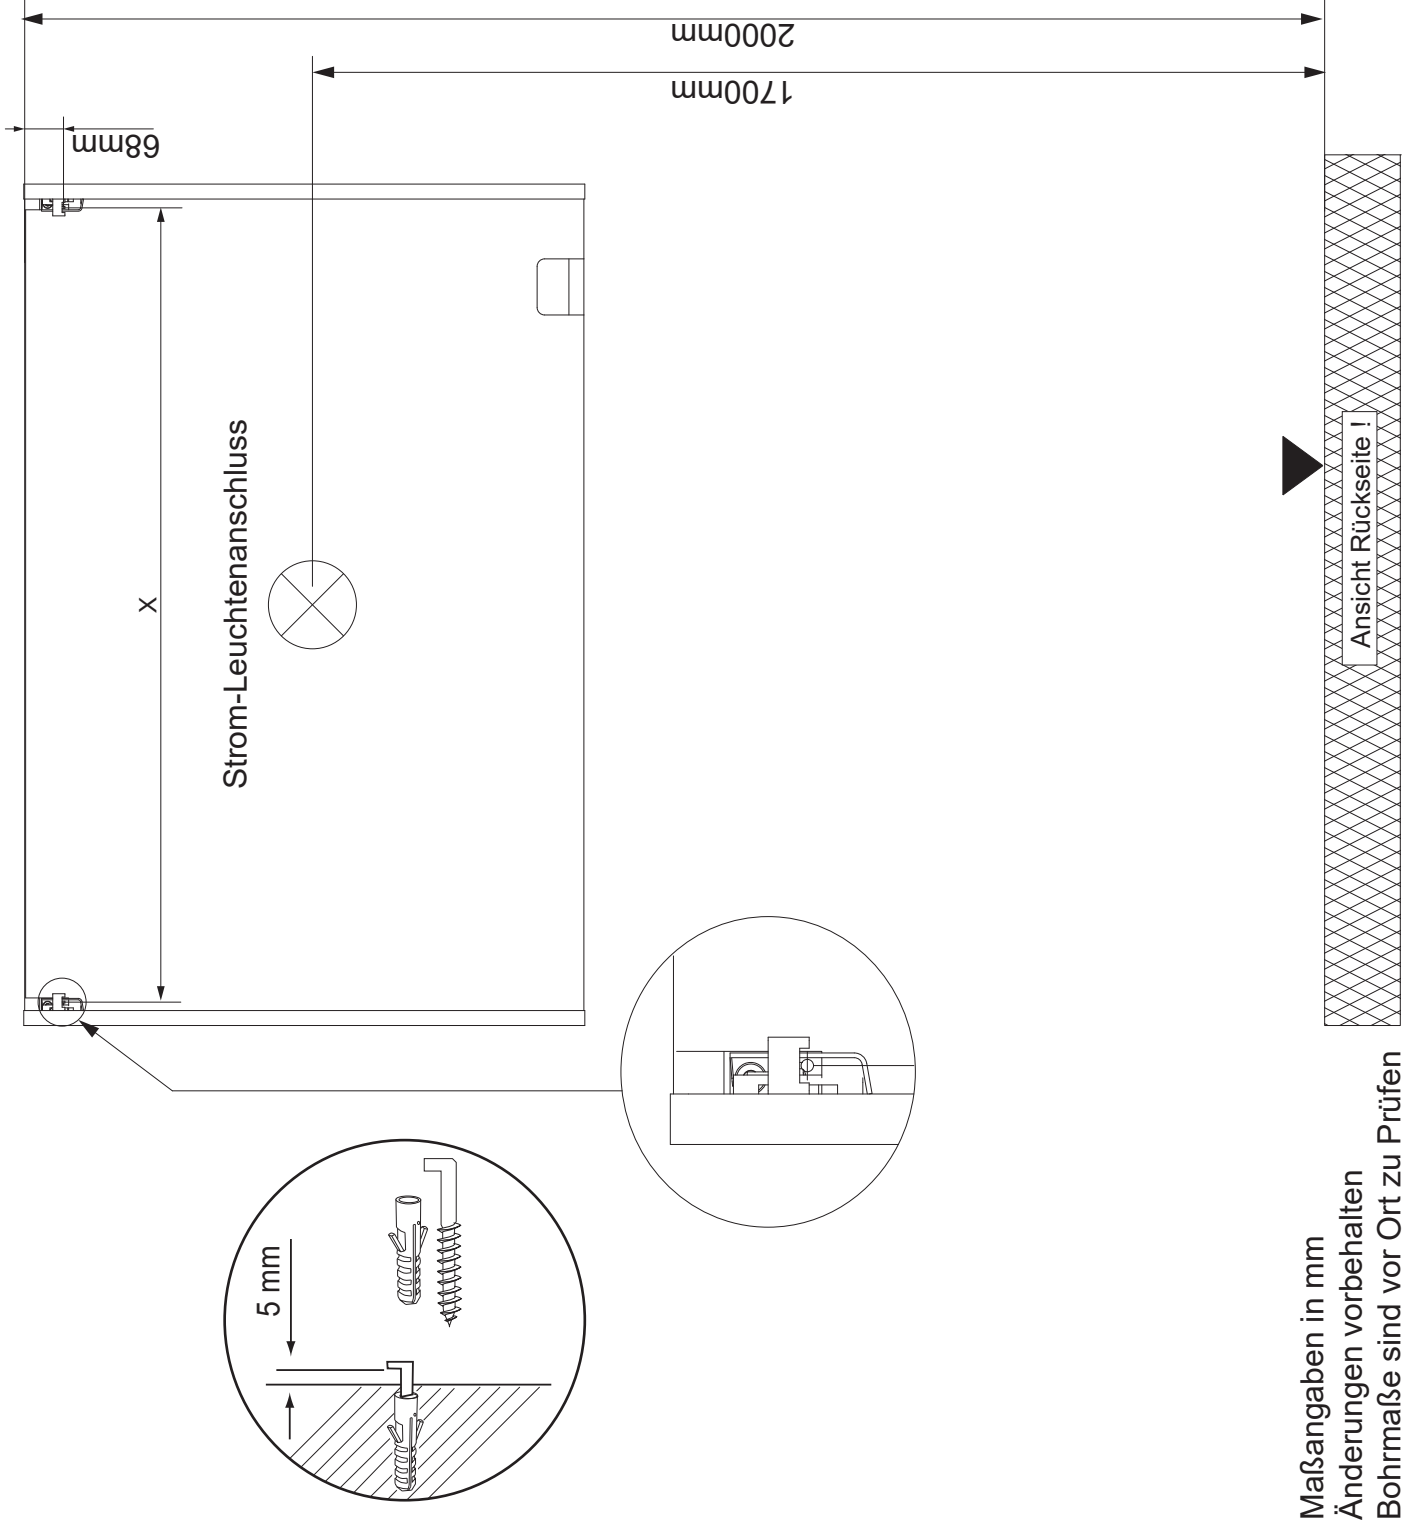 2000mm
1700mm
68mm
X
Strom-Leuchtenanschluss
5 mm
Ansicht Rückseite !
Maßangaben in mm
Änderungen vorbehalten
Bohrmaße sind vor Ort zu Prüfen